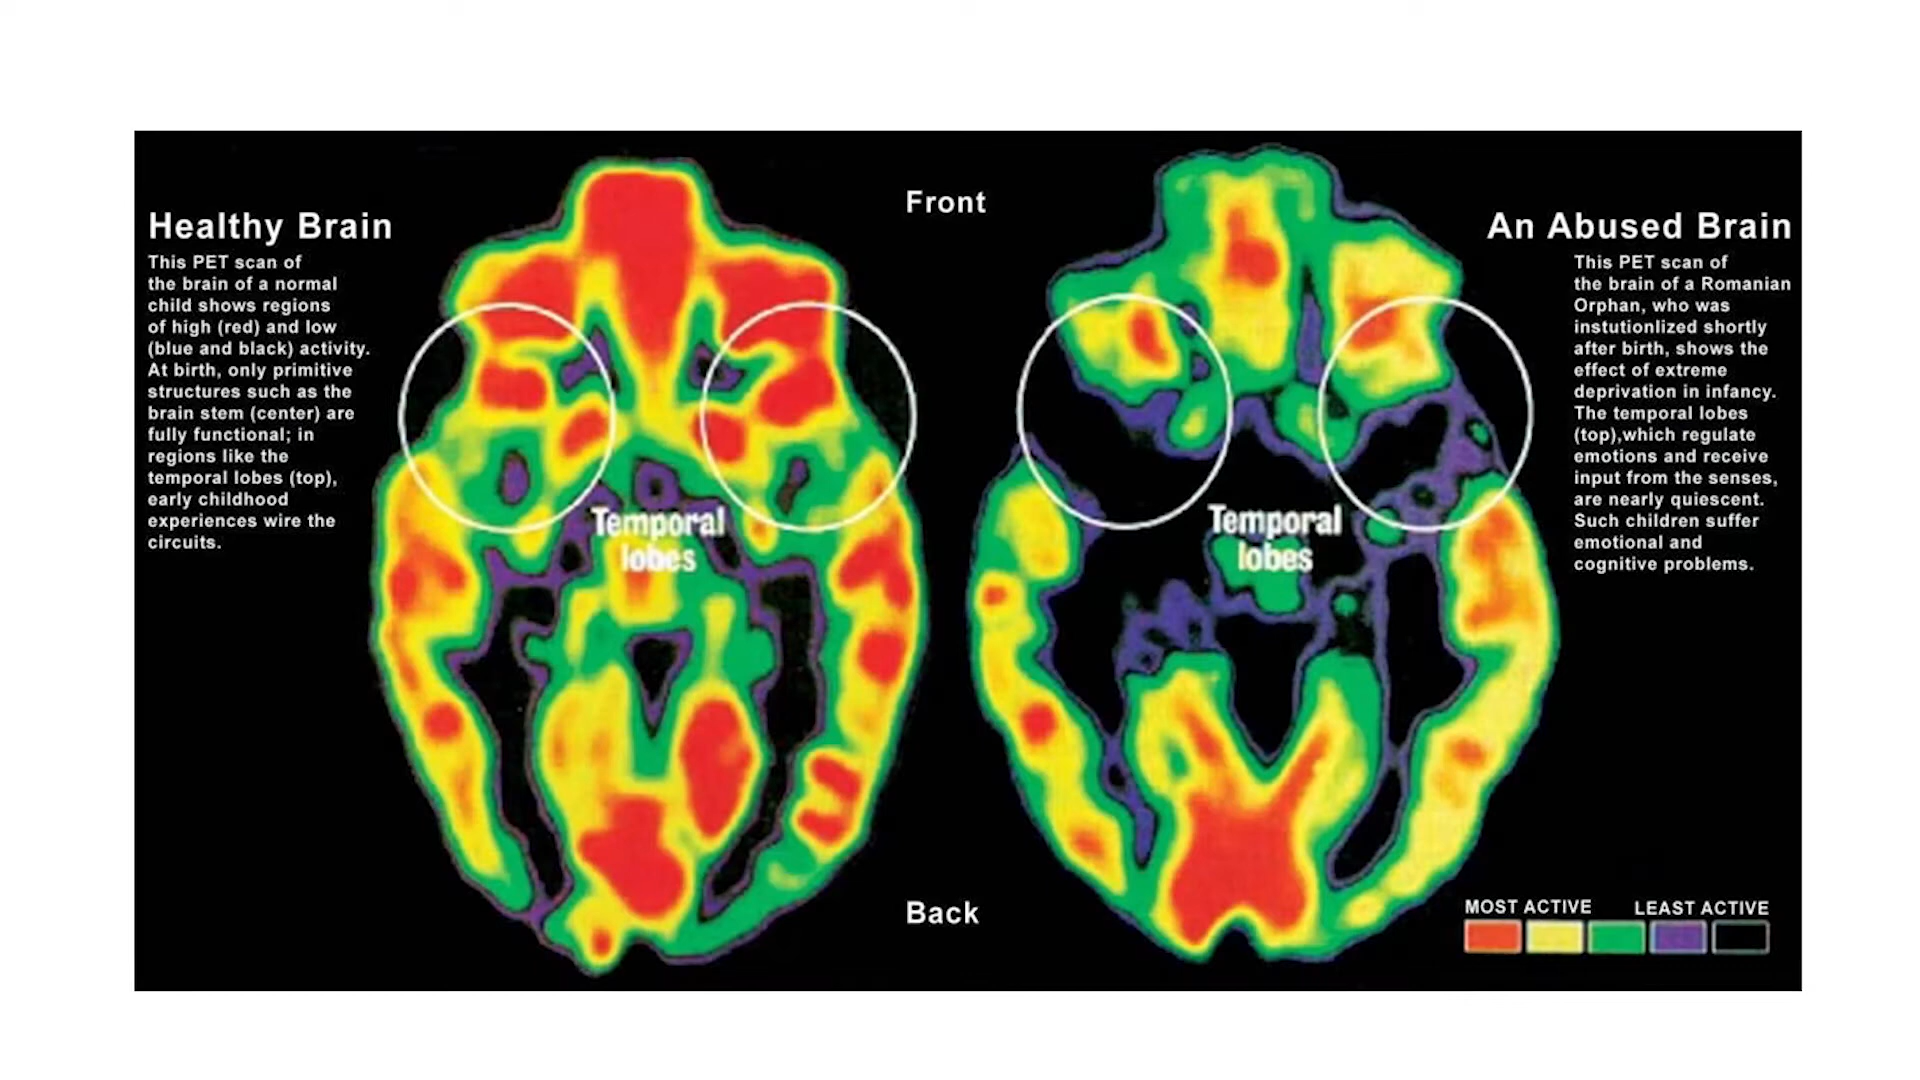 Healthy Brain
This PET scan of
the brain of a normal
child shows regions
of high (red) and low
(blue and black) activity.
At birth, only primitive
structures such as the
brain stem (center) are
fully functional; in
regions like the
temporal lobes (top),
early childhood
experiences wire the
circuits.
Front
Temporal
lobes
Back
An Abused Brain
This PET scan of
the brain of a Romanian
Orphan, who was
instutionlized shortly
after birth, shows the
effect of extreme
deprivation in infancy.
The temporal lobes
(top),which regulate
emotions and receive
input from the senses,
are nearly quiescent.
Such children suffer
emotional and
cognitive problems.
Temporal
lobes
MOST ACTIVE LEAST ACTIVE